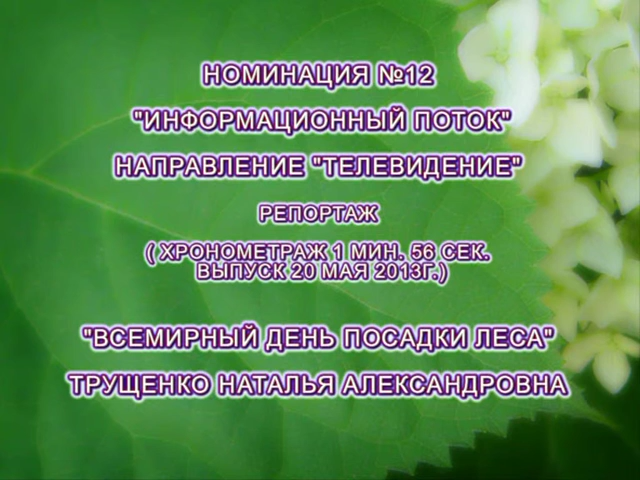 НОМИНАЦИЯ №12
"ИНФОРМАЦИОННЫЙ ПОТОК"
НАПРАВЛЕНИЕ "ТЕЛЕВИДЕНИЕ"
РЕПОРТАЖ
( ХРОНОМЕТРАЖ 1 МИН. 56 СЕК.
ВЫПУСК 20 МАЯ 2013Г.)
"ВСЕМИРНЫЙ ДЕНЬ ПОСАДКИ ЛЕСА"
ТРУЩЕНКО НАТАЛЬЯ АЛЕКСАНДРОВНА